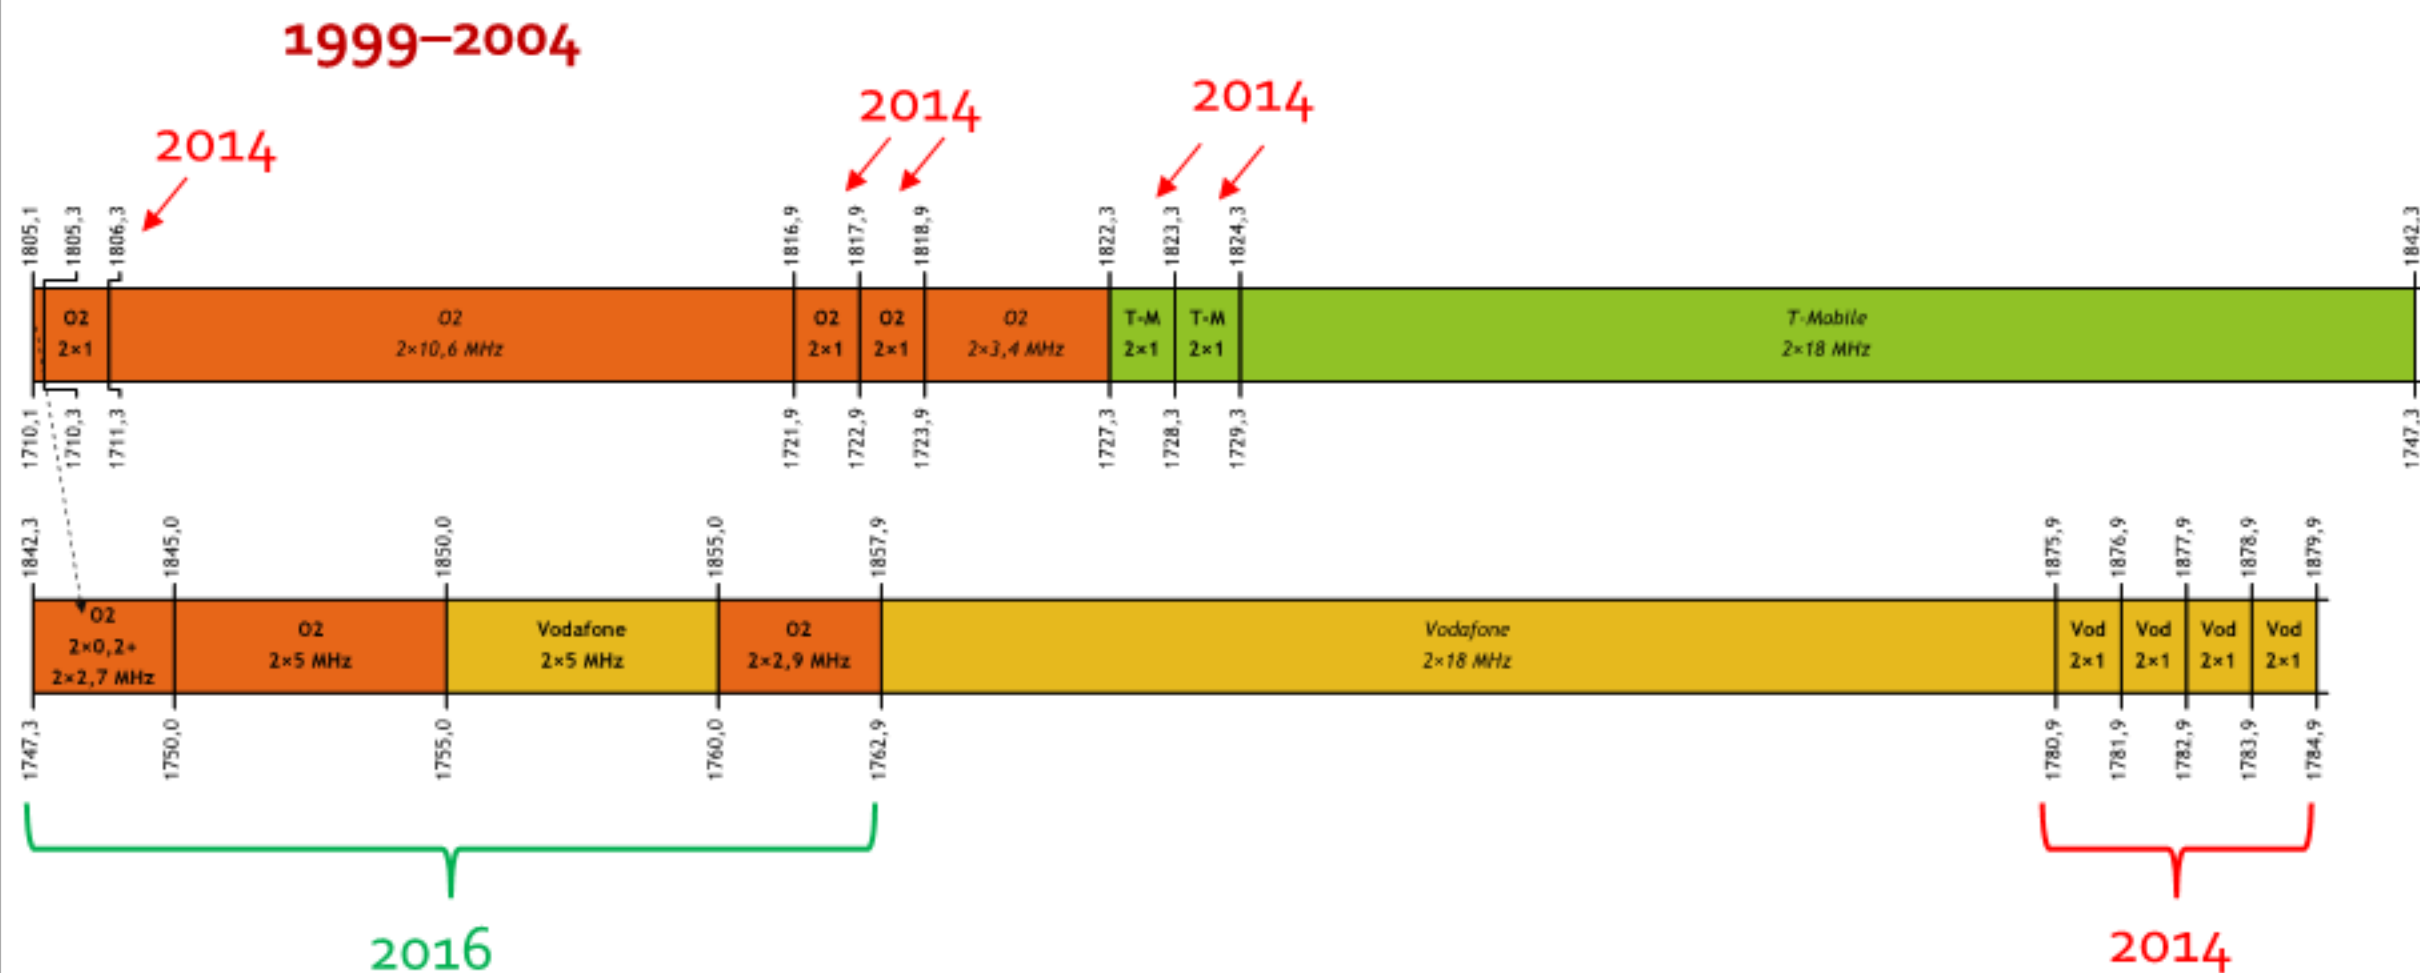 1999–2004
2014
2014
2014
1805,1
1805,3
1806,3
1816,9
1817,9
1818,9
1822,3
1823,3
1824,3
1842,3
O2
2×1
O2
2×10,6 MHz
O2
2×1
O2
2×1
O2
2×3,4 MHz
T-M
2×1
T-M
2×1
T-Mobile
2×18 MHz
1710,1
1710,3
1711,3
1721,9
1722,9
1723,9
1727,3
1728,3
1729,3
1747,3
1842,3
1845,0
1850,0
1855,0
1857,9
1875,9
1876,9
1877,9
1878,9
1879,9
O2
2×0,2+
2×2,7 MHz
O2
2×5 MHz
Vodafone
2×5 MHz
O2
2×2,9 MHz
Vodafone
2×18 MHz
Vod
2×1
Vod
2×1
Vod
2×1
Vod
2×1
1747,3
1750,0
1755,0
1760,0
1762,9
1780,9
1781,9
1782,9
1783,9
1784,9
2016
2014